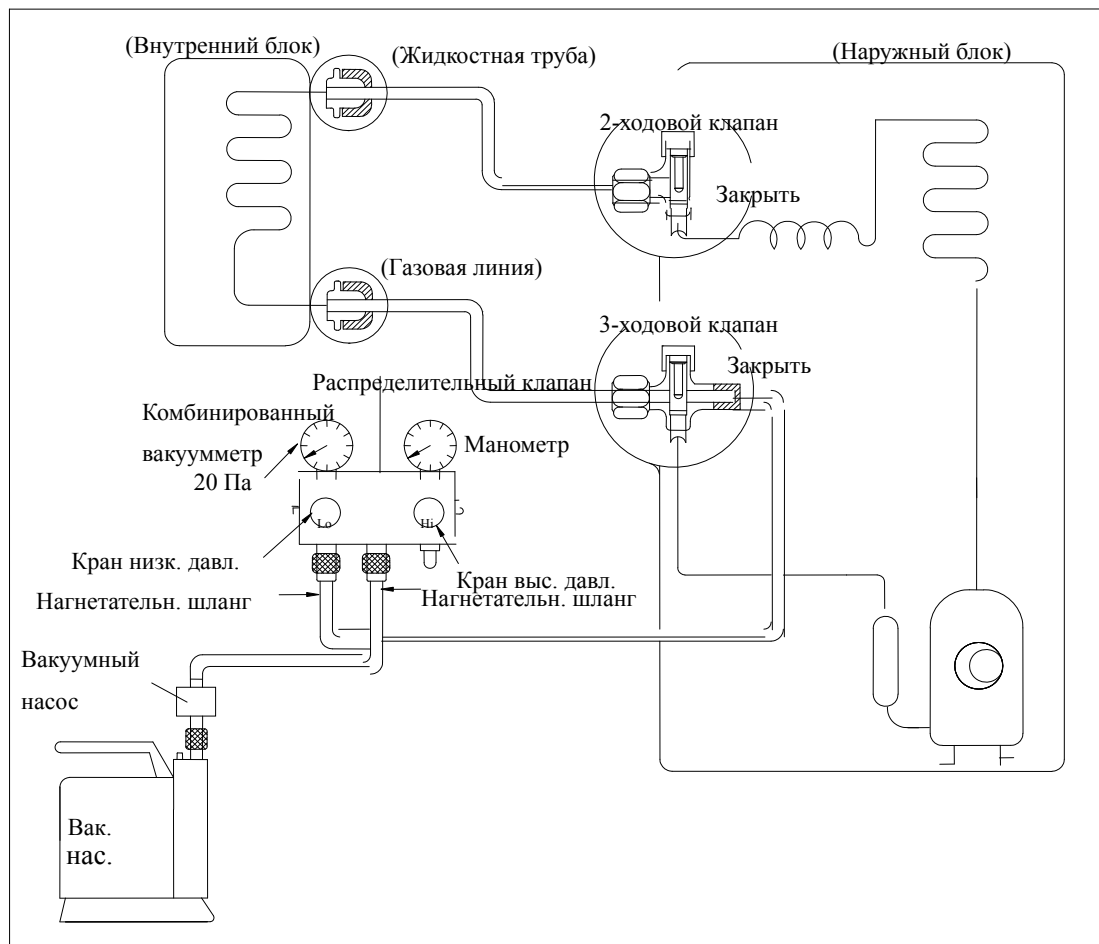 (Внутренний блок)
(Жидкостная труба)
(Наружный блок)
2-ходовой клапан
Закрыть
(Газовая линия)
3-ходовой клапан
Закрыть
Распределительный клапан
Комбинированный
вакуумметр
20 Па
Манометр
Lo
Hi
Кран низк. давл.
Кран выс. давл.
Нагнетательн. шланг
Нагнетательн. шланг
Вакуумный
насос
Вак.
нас.